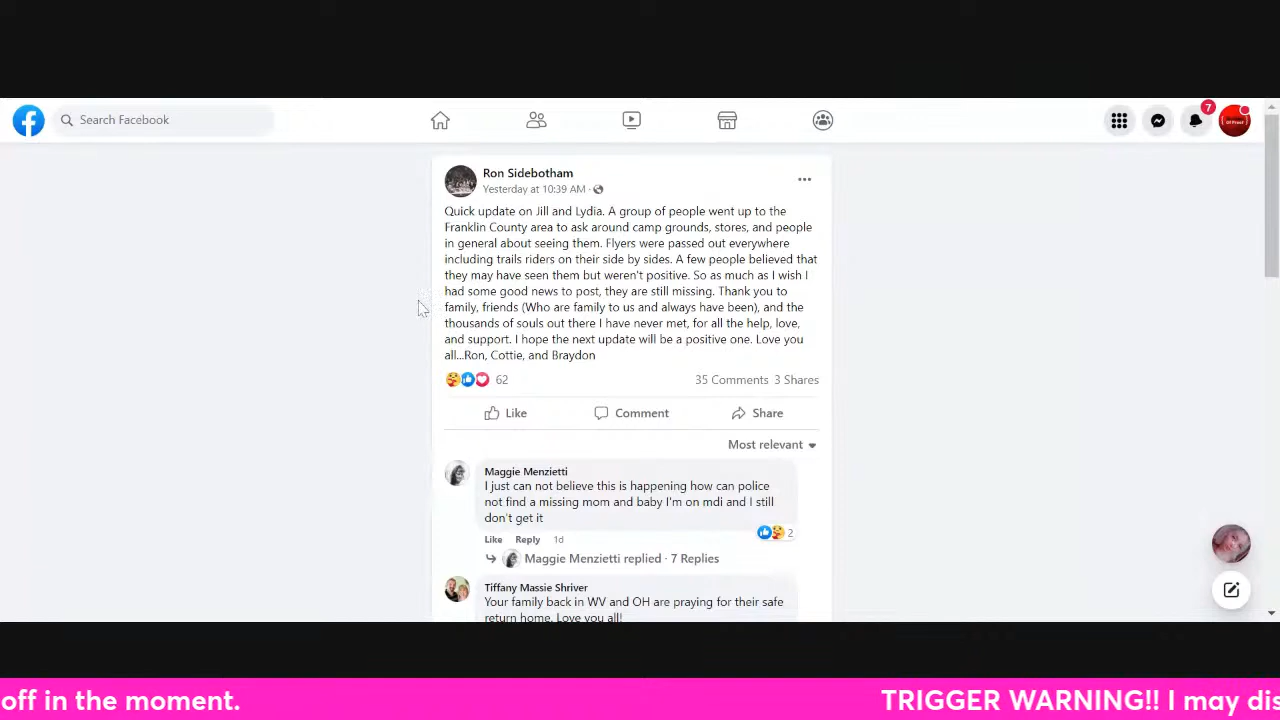 Search Facebook
7
Ron Sidebotham
Yesterday at 10:39 AM ·
Quick update on Jill and Lydia. A group of people went up to the
Franklin County area to ask around camp grounds, stores, and people
in general about seeing them. Flyers were passed out everywhere
including trails riders on their side by sides. A few people believed that
they may have seen them but weren't positive. So as much as I wish I
had some good news to post, they are still missing. Thank you to
family, friends (Who are family to us and always have been), and the
thousands of souls out there I have never met, for all the help, love,
and support. I hope the next update will be a positive one. Love you
all...Ron, Cottie, and Braydon
62 35 Comments 3 Shares
Like Comment Share
Most relevant
Maggie Menzietti
I just can not believe this is happening how can police
not find a missing mom and baby I'm on mdi and I still
don't get it
2
Like Reply 1d
Maggie Menzietti replied · 7 Replies
Tiffany Massie Shriver
Your family back in WV and OH are praying for their safe
return home. Love you all!
off in the moment. TRIGGER WARNING!! I may dis